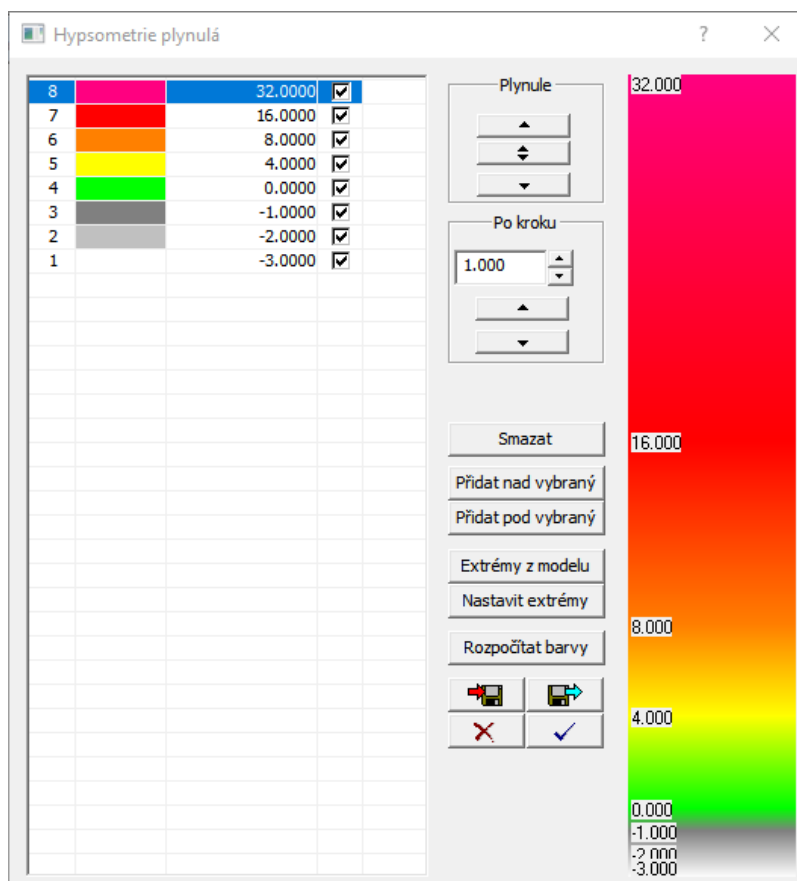 Hypsometrie plynulá
8 32.0000
7 16.0000
6 8.0000
5 4.0000
4 0.0000
3 -1.0000
2 -2.0000
1 -3.0000
Plynule
Po kroku
1.000
Smazat
Přidat nad vybraný
Přidat pod vybraný
Extrémy z modelu
Nastavit extrémy
Rozpočítat barvy
32.000
16.000
8.000
4.000
0.000
-1.000
-2.000
-3.000